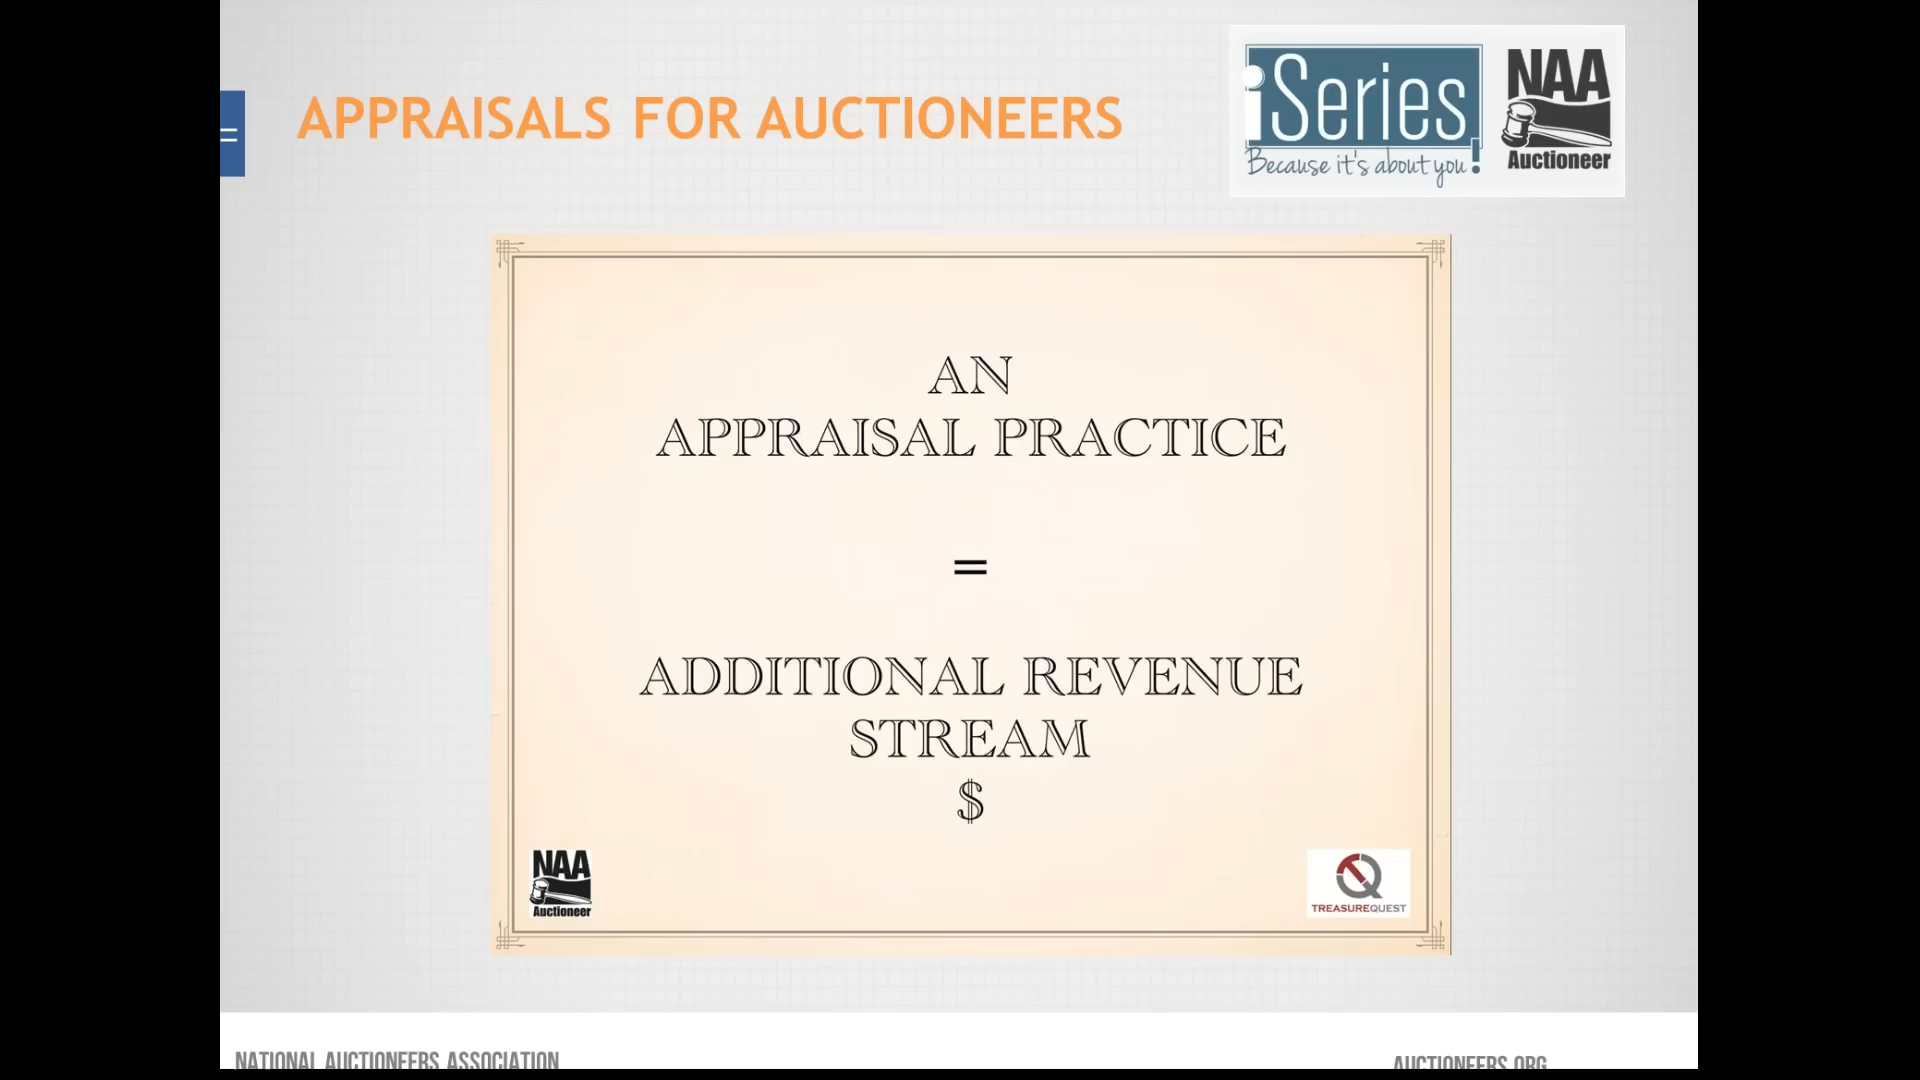 =
APPRAISALS FOR AUCTIONEERS
iSeries!
Because it's about you!
NAA
Auctioneer
AN
APPRAISAL PRACTICE
=
ADDITIONAL REVENUE
STREAM
$
NAA
Auctioneer
TQ
TREASUREQUEST
NATIONAL AUCTIONEERS ASSOCIATION
AUCTIONEERS.ORG